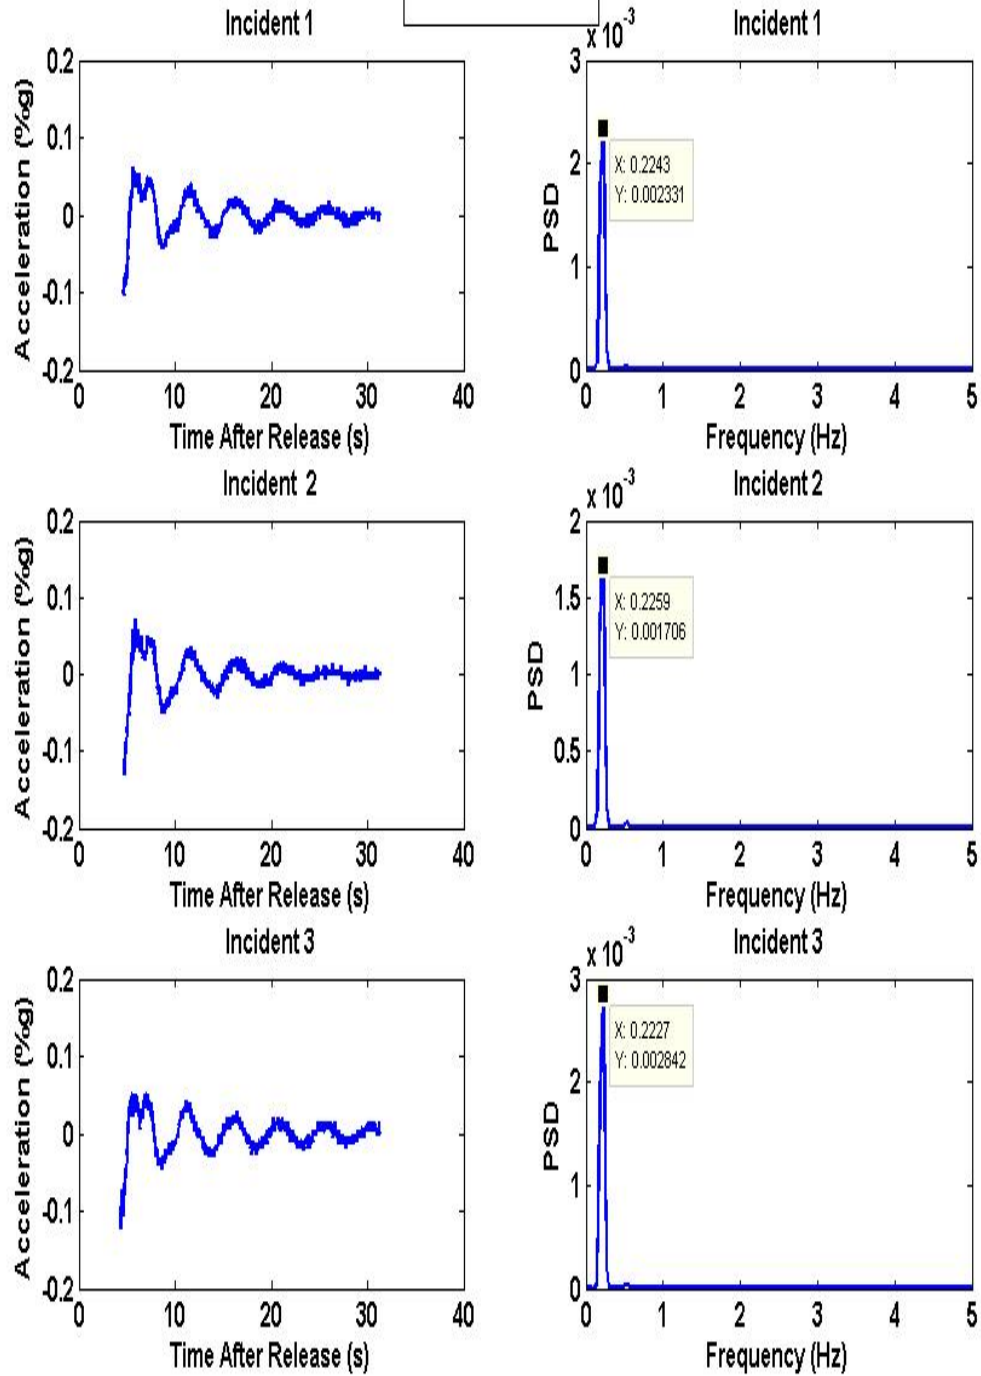 Incident 1
0.2
0.1
0
-0.1
-0.2
Acceleration (%g)
0 10 20 30 40
Time After Release (s)
x 10-3
Incident 1
3
2
1
0
PSD
X: 0.2243
Y: 0.002331
0 1 2 3 4 5
Frequency (Hz)
Incident 2
0.2
0.1
0
-0.1
-0.2
Acceleration (%g)
0 10 20 30 40
Time After Release (s)
x 10-3
Incident 2
2
1.5
1
0.5
0
PSD
X: 0.2259
Y: 0.001706
0 1 2 3 4 5
Frequency (Hz)
Incident 3
0.2
0.1
0
-0.1
-0.2
Acceleration (%g)
0 10 20 30 40
Time After Release (s)
x 10-3
Incident 3
3
2
1
0
PSD
X: 0.2227
Y: 0.002842
0 1 2 3 4 5
Frequency (Hz)